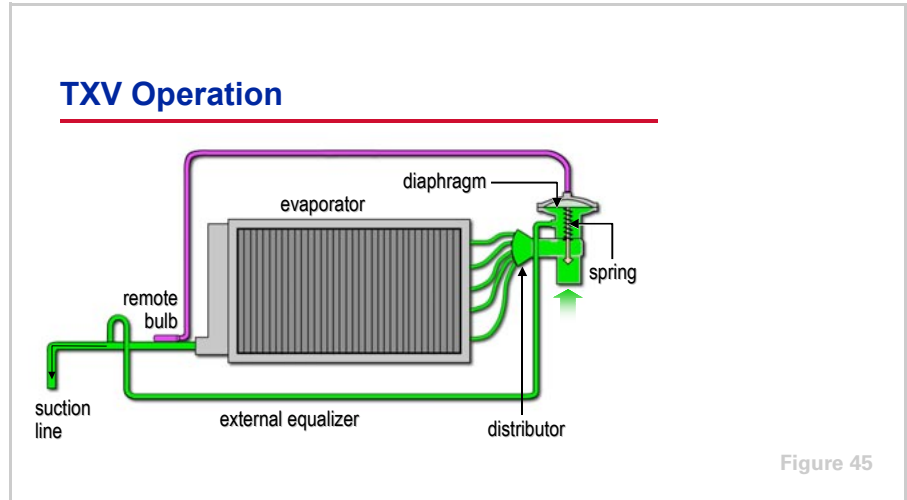 TXV Operation
diaphragm
evaporator
spring
remote
bulb
suction
line
external equalizer
distributor
Figure 45